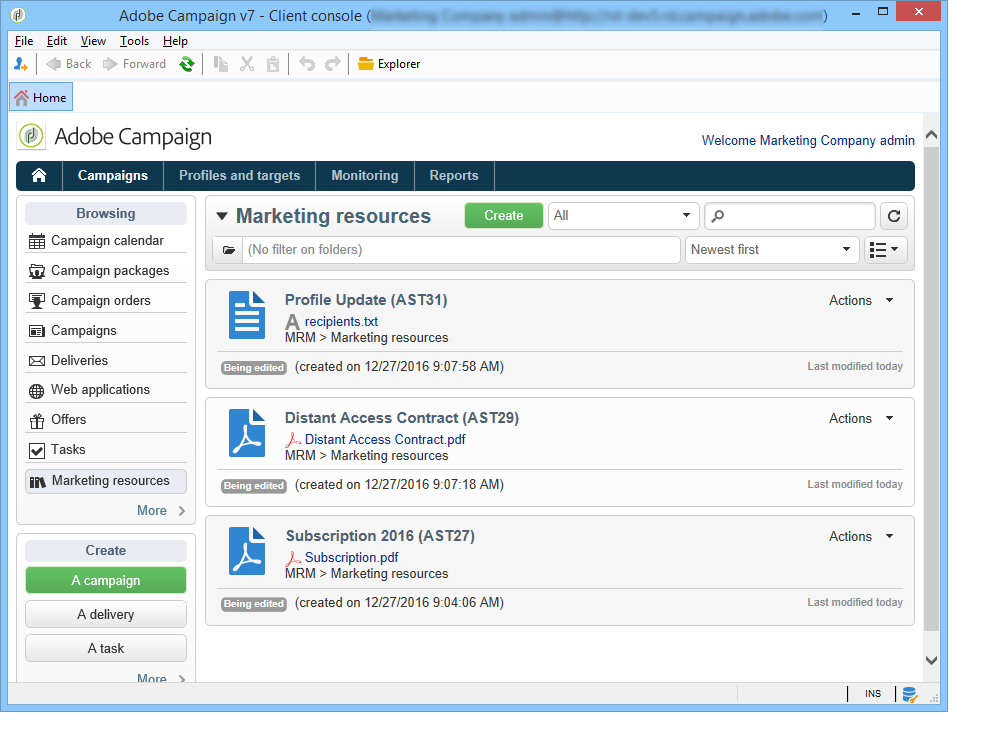 Adobe Campaign v7 - Client console (
File Edit View Tools Help
Back Forward Explorer
Home
Adobe Campaign
Welcome Marketing Company admin
Campaigns Profiles and targets Monitoring Reports
Browsing
Campaign calendar
Campaign packages
Campaign orders
Campaigns
Deliveries
Web applications
Offers
Tasks
Marketing resources
More
Create
A campaign
A delivery
A task
More
Marketing resources Create All
(No filter on folders) Newest first
Profile Update (AST31) Actions
recipients.txt
MRM > Marketing resources
Being edited (created on 12/27/2016 9:07:58 AM) Last modified today
Distant Access Contract (AST29) Actions
Distant Access Contract.pdf
MRM > Marketing resources
Being edited (created on 12/27/2016 9:07:18 AM) Last modified today
Subscription 2016 (AST27) Actions
Subscription.pdf
MRM > Marketing resources
Being edited (created on 12/27/2016 9:04:06 AM) Last modified today
INS